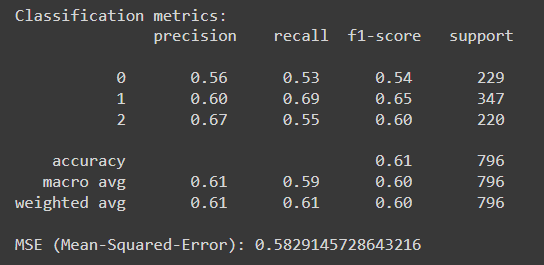 Classification metrics:
precision recall f1-score support
0 0.56 0.53 0.54 229
1 0.60 0.69 0.65 347
2 0.67 0.55 0.60 220
accuracy 0.61 796
macro avg 0.61 0.59 0.60 796
weighted avg 0.61 0.61 0.60 796
MSE (Mean-Squared-Error): 0.5829145728643216